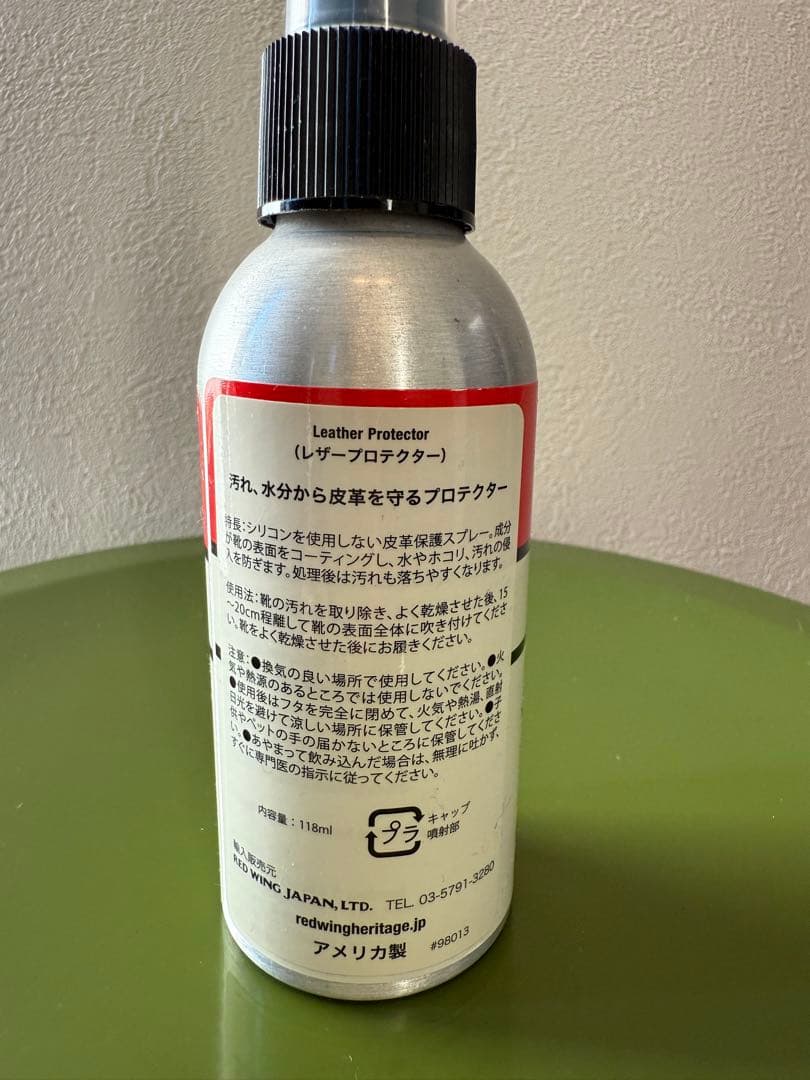 Leather Protector
（レザープロテクター）
汚れ、水分から皮革を守るプロテクター
特長：シリコンを使用しない皮革保護スプレー。成分
が靴の表面をコーティングし、水やホコリ、汚れの侵
入を防ぎます。処理後は汚れも落ちやすくなります。
使用法：靴の汚れを取り除き、よく乾燥させた後、15
〜20cm程離して靴の表面全体に吹き付けてくださ
い。靴をよく乾燥させた後にお履きください。
注意：●換気の良い場所で使用してください。●火
気や熱源のあるところでは使用しないでください。
●使用後はフタを完全に閉めて、火気や熱湯、直射
日光を避けて涼しい場所に保管してください。●子
供やペットの手の届かないところに保管してくださ
い。●あやまって飲み込んだ場合は、無理に吐かず、
すぐに専門医の指示に従ってください。
内容量：118ml
プラ
キャップ
噴射部
輸入販売元
RED WING JAPAN, LTD. TEL. 03-5791-3280
redwingheritage.jp
アメリカ製 #98013